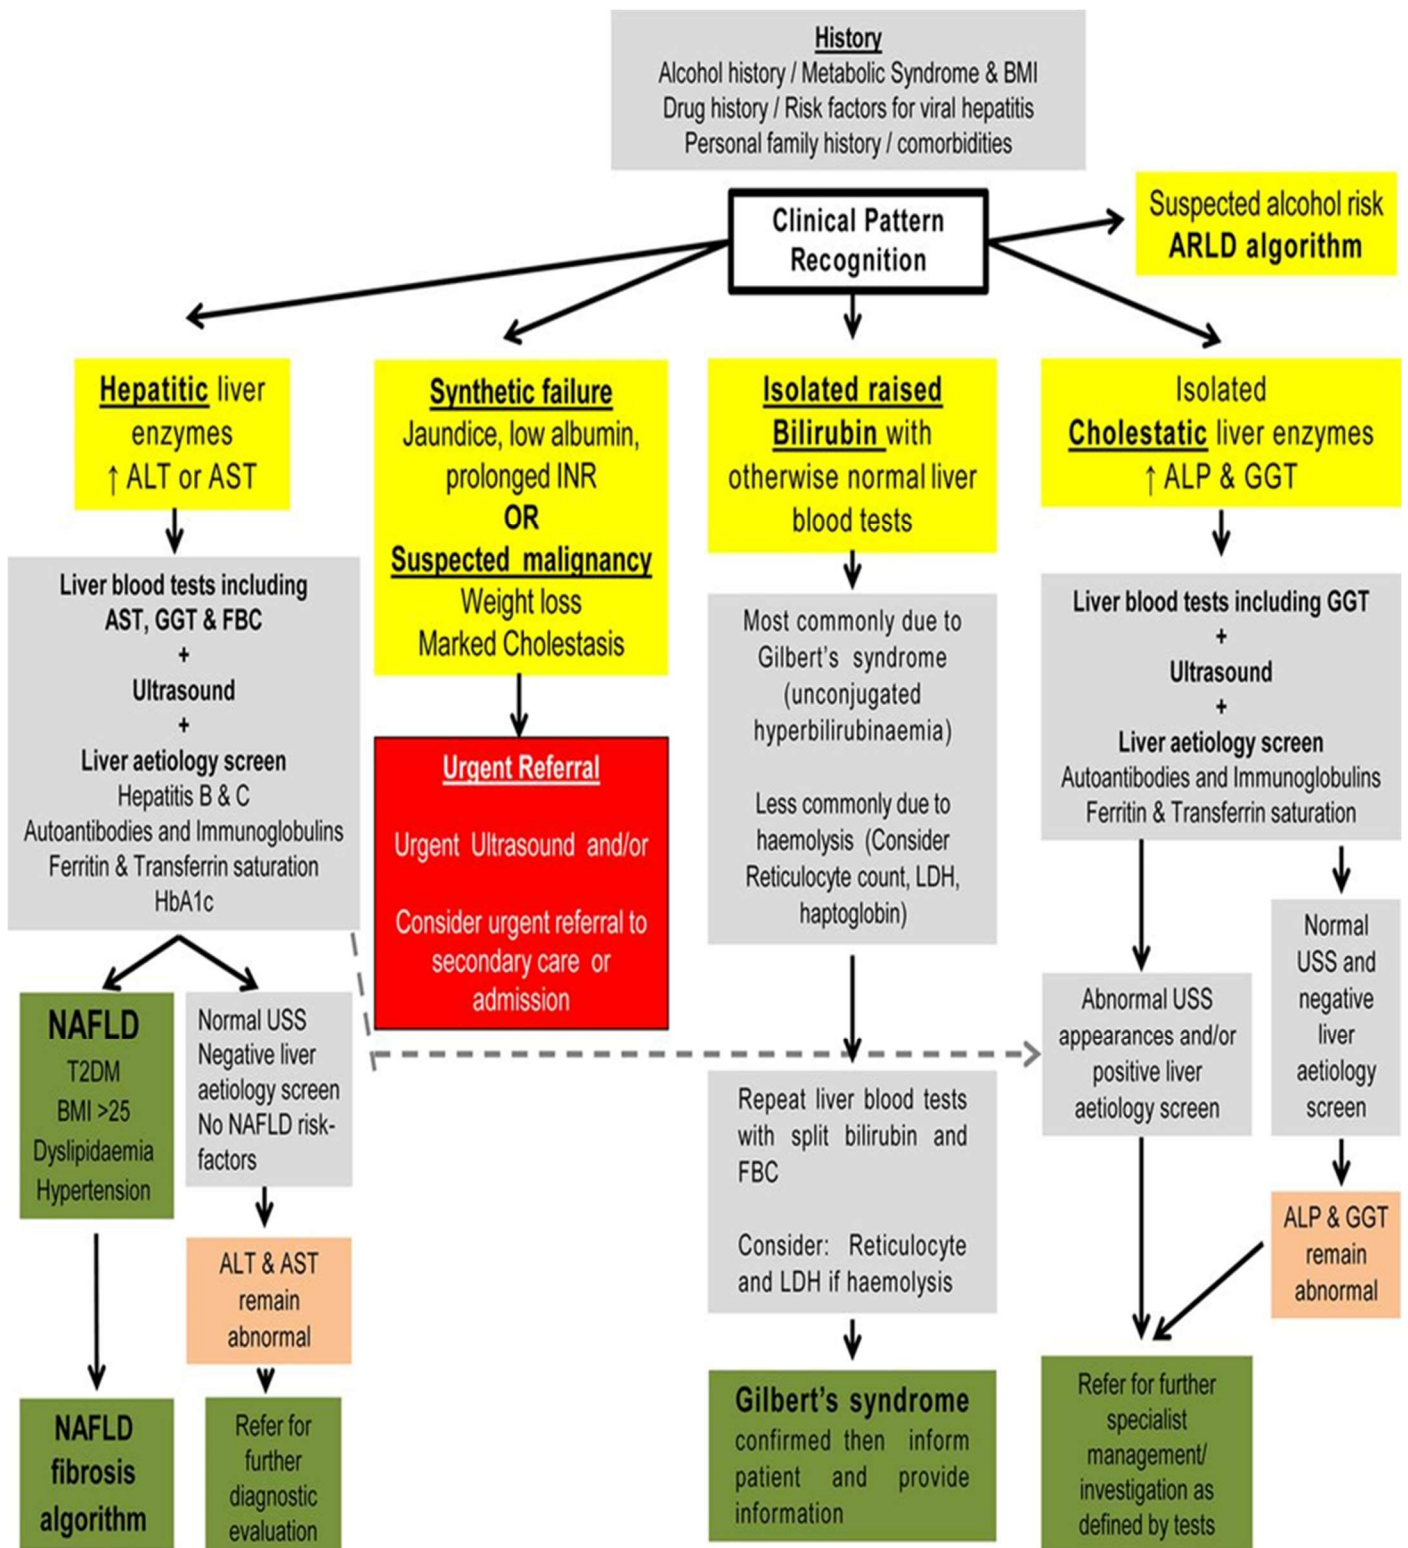 History
Alcohol history / Metabolic Syndrome & BMI
Drug history / Risk factors for viral hepatitis
Personal family history / comorbidities
Clinical Pattern
Recognition
Suspected alcohol risk
ARLD algorithm
Hepatitic liver
enzymes
↑ ALT or AST
Liver blood tests including
AST, GGT & FBC
+
Ultrasound
+
Liver aetiology screen
Hepatitis B & C
Autoantibodies and Immunoglobulins
Ferritin & Transferrin saturation
HbA1c
NAFLD
T2DM
BMI >25
Dyslipidaemia
Hypertension
NAFLD
fibrosis
algorithm
Normal USS
Negative liver
aetiology screen
No NAFLD risk-
factors
ALT & AST
remain
abnormal
Refer for
further
diagnostic
evaluation
Synthetic failure
Jaundice, low albumin,
prolonged INR
OR
Suspected malignancy
Weight loss
Marked Cholestasis
Urgent Referral
Urgent Ultrasound and/or
Consider urgent referral to
secondary care or
admission
Isolated raised
Bilirubin with
otherwise normal liver
blood tests
Most commonly due to
Gilbert's syndrome
(unconjugated
hyperbilirubinaemia)
Less commonly due to
haemolysis (Consider
Reticulocyte count, LDH,
haptoglobin)
Repeat liver blood tests
with split bilirubin and
FBC
Consider: Reticulocyte
and LDH if haemolysis
Gilbert's syndrome
confirmed then inform
patient and provide
information
Isolated
Cholestatic liver enzymes
↑ ALP & GGT
Liver blood tests including GGT
+
Ultrasound
+
Liver aetiology screen
Autoantibodies and Immunoglobulins
Ferritin & Transferrin saturation
Abnormal USS
appearances and/or
positive liver
aetiology screen
Normal
USS and
negative
liver
aetiology
screen
ALP & GGT
remain
abnormal
Refer for further
specialist
management/
investigation as
defined by tests